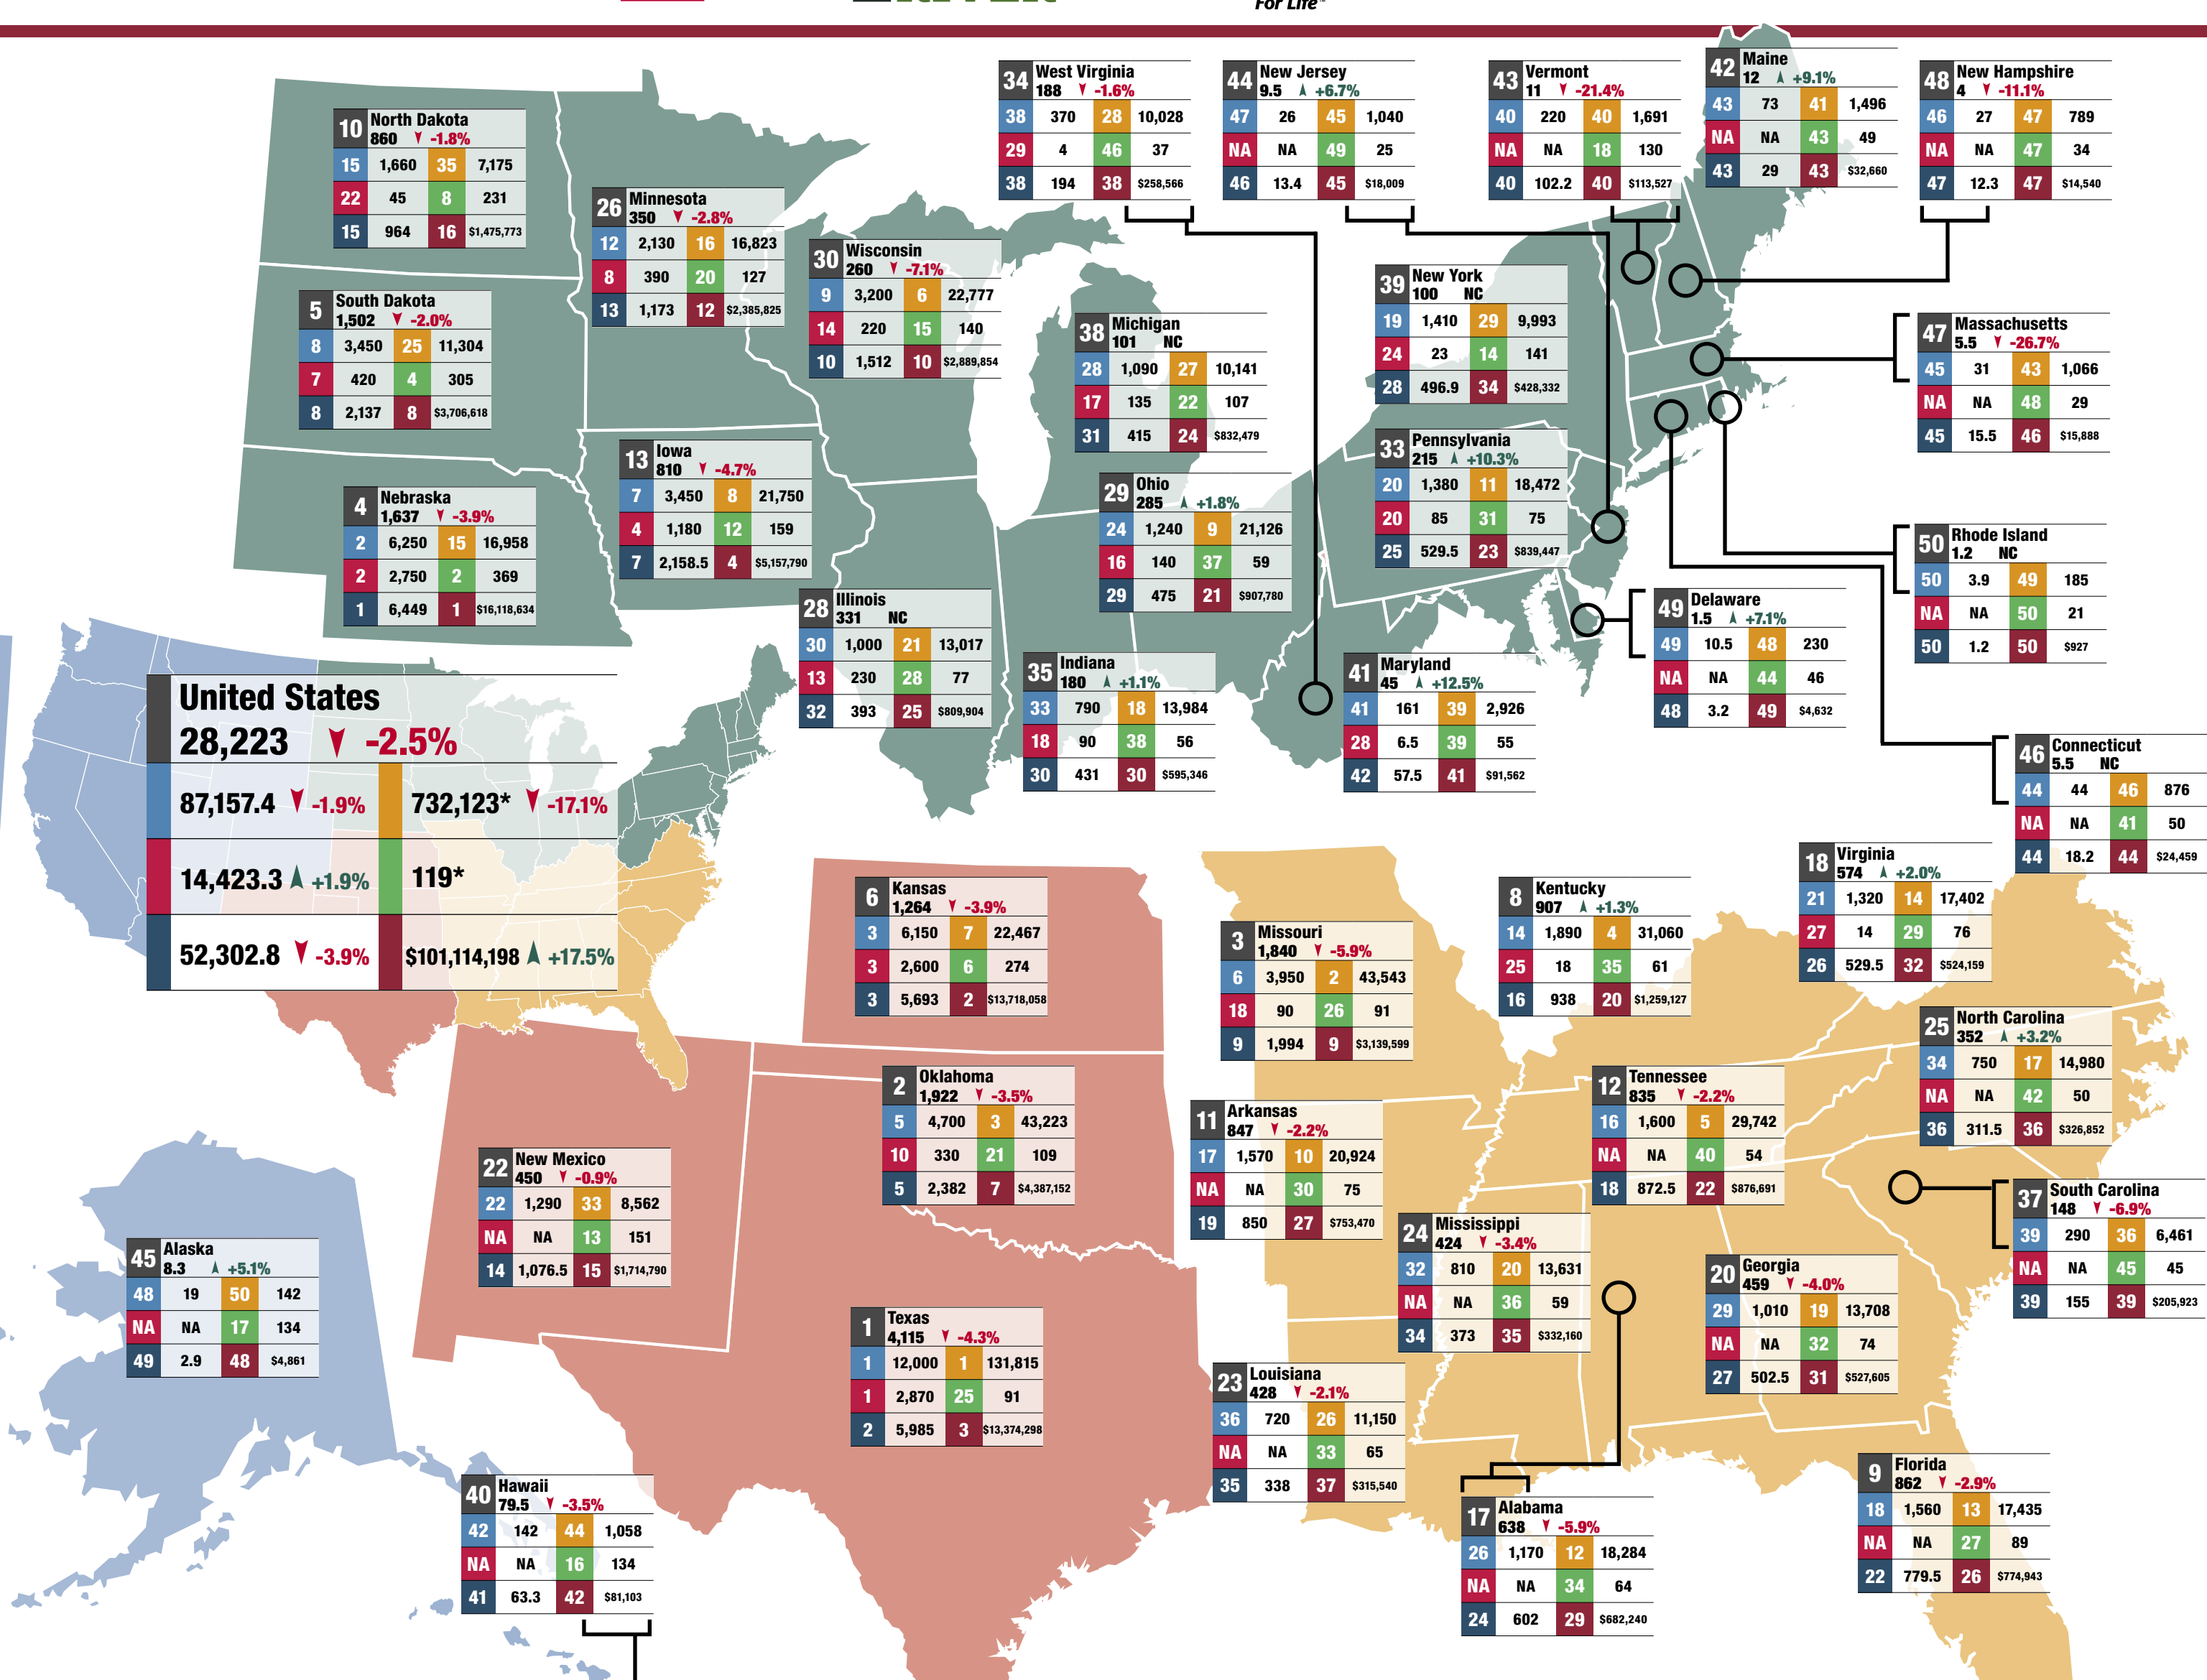 For Life™
34 West Virginia
188 -1.6%
38 370 28 10,028
29 4 46 37
38 194 38 $258,566
44 New Jersey
9.5 +6.7%
47 26 45 1,040
NA NA 49 25
46 13.4 45 $18,009
43 Vermont
11 -21.4%
40 220 40 1,691
NA NA 18 130
40 102.2 40 $113,527
42 Maine
12 +9.1%
43 73 41 1,496
NA NA 43 49
43 29 43 $32,660
48 New Hampshire
4 -11.1%
46 27 47 789
NA NA 47 34
47 12.3 47 $14,540
10 North Dakota
860 -1.8%
15 1,660 35 7,175
22 45 8 231
15 964 16 $1,475,773
26 Minnesota
350 -2.8%
12 2,130 16 16,823
8 390 20 127
13 1,173 12 $2,385,825
30 Wisconsin
260 -7.1%
9 3,200 6 22,777
14 220 15 140
10 1,512 10 $2,889,854
39 New York
100 NC
19 1,410 29 9,993
24 23 14 141
28 496.9 34 $428,332
5 South Dakota
1,502 -2.0%
8 3,450 25 11,304
7 420 4 305
8 2,137 8 $3,706,618
38 Michigan
101 NC
28 1,090 27 10,141
17 135 22 107
31 415 24 $832,479
47 Massachusetts
5.5 -26.7%
45 31 43 1,066
NA NA 48 29
45 15.5 46 $15,888
33 Pennsylvania
215 +10.3%
20 1,380 11 18,472
20 85 31 75
25 529.5 23 $839,447
13 Iowa
810 -4.7%
7 3,450 8 21,750
4 1,180 12 159
7 2,158.5 4 $5,157,790
29 Ohio
285 +1.8%
24 1,240 9 21,126
16 140 37 59
29 475 21 $907,780
4 Nebraska
1,637 -3.9%
2 6,250 15 16,958
2 2,750 2 369
1 6,449 1 $16,118,634
50 Rhode Island
1.2 NC
50 3.9 49 185
NA NA 50 21
50 1.2 50 $927
28 Illinois
331 NC
30 1,000 21 13,017
13 230 28 77
32 393 25 $809,904
49 Delaware
1.5 +7.1%
49 10.5 48 230
NA NA 44 46
48 3.2 49 $4,632
35 Indiana
180 +1.1%
33 790 18 13,984
18 90 38 56
30 431 30 $595,346
41 Maryland
45 +12.5%
41 161 39 2,926
28 6.5 39 55
42 57.5 41 $91,562
United States
28,223 -2.5%
87,157.4 -1.9% 732,123* -17.1%
14,423.3 +1.9% 119*
52,302.8 -3.9% $101,114,198 +17.5%
46 Connecticut
5.5 NC
44 44 46 876
NA NA 41 50
44 18.2 44 $24,459
18 Virginia
574 +2.0%
21 1,320 14 17,402
27 14 29 76
26 529.5 32 $524,159
6 Kansas
1,264 -3.9%
3 6,150 7 22,467
3 2,600 6 274
3 5,693 2 $13,718,058
8 Kentucky
907 +1.3%
14 1,890 4 31,060
25 18 35 61
16 938 20 $1,259,127
3 Missouri
1,840 -5.9%
6 3,950 2 43,543
18 90 26 91
9 1,994 9 $3,139,599
25 North Carolina
352 +3.2%
34 750 17 14,980
NA NA 42 50
36 311.5 36 $326,852
2 Oklahoma
1,922 -3.5%
5 4,700 3 43,223
10 330 21 109
5 2,382 7 $4,387,152
12 Tennessee
835 -2.2%
16 1,600 5 29,742
NA NA 40 54
18 872.5 22 $876,691
11 Arkansas
847 -2.2%
17 1,570 10 20,924
NA NA 30 75
19 850 27 $753,470
22 New Mexico
450 -0.9%
22 1,290 33 8,562
NA NA 13 151
14 1,076.5 15 $1,714,790
37 South Carolina
148 -6.9%
39 290 36 6,461
NA NA 45 45
39 155 39 $205,923
24 Mississippi
424 -3.4%
32 810 20 13,631
NA NA 36 59
34 373 35 $332,160
45 Alaska
8.3 +5.1%
48 19 50 142
NA NA 17 134
49 2.9 48 $4,861
20 Georgia
459 -4.0%
29 1,010 19 13,708
NA NA 32 74
27 502.5 31 $527,605
1 Texas
4,115 -4.3%
1 12,000 1 131,815
1 2,870 25 91
2 5,985 3 $13,374,298
23 Louisiana
428 -2.1%
36 720 26 11,150
NA NA 33 65
35 338 37 $315,540
9 Florida
862 -2.9%
18 1,560 13 17,435
NA NA 27 89
22 779.5 26 $774,943
40 Hawaii
79.5 -3.5%
42 142 44 1,058
NA NA 16 134
41 63.3 42 $81,103
17 Alabama
638 -5.9%
26 1,170 12 18,284
NA NA 34 64
24 602 29 $682,240